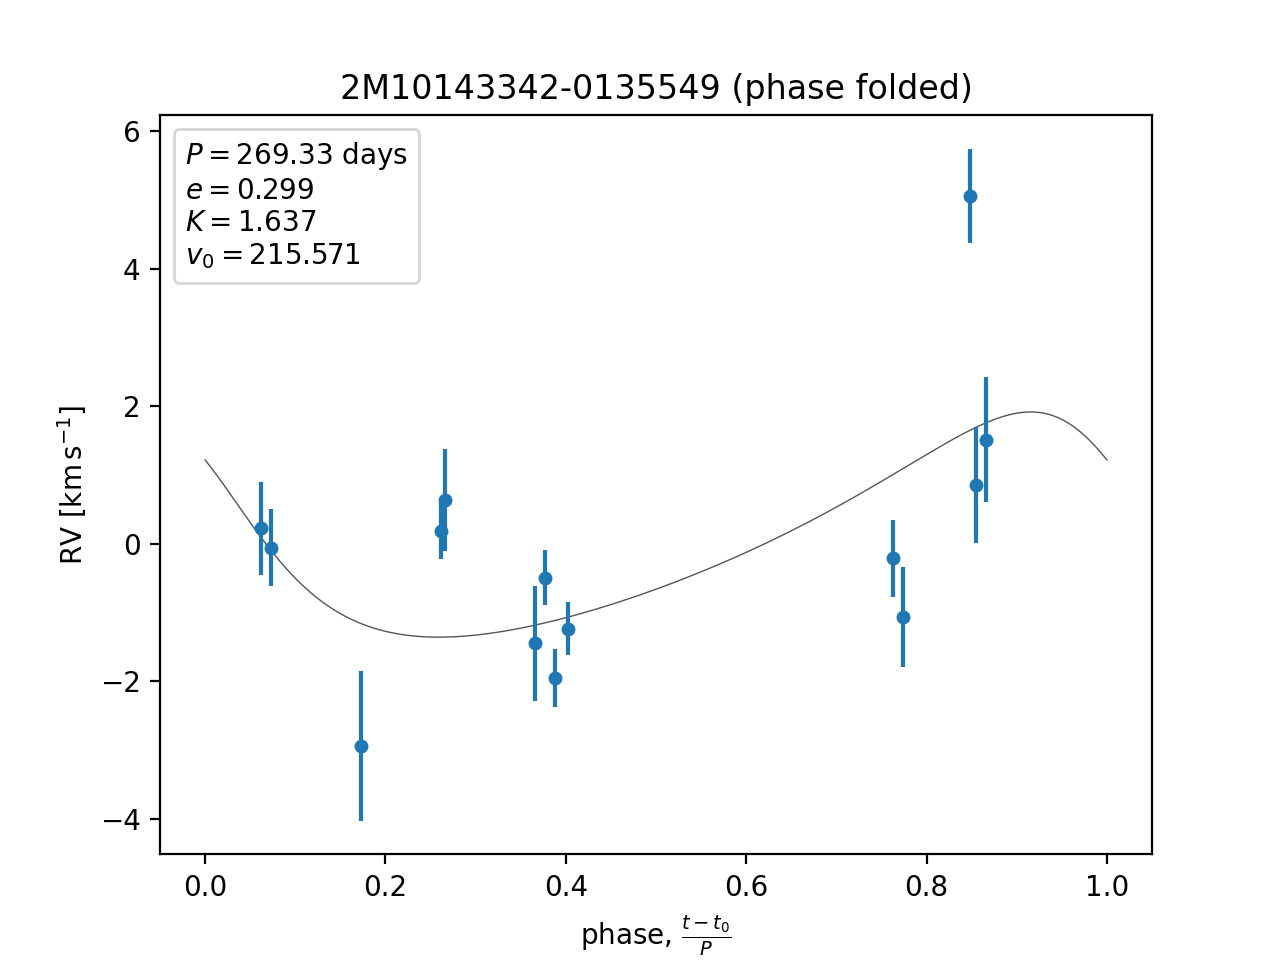 2M10143342-0135549 (phase folded)
P = 269.33 days
e = 0.299
K = 1.637
v₀ = 215.571
6
4
2
0
−2
−4
RV [km s⁻¹]
0.0 0.2 0.4 0.6 0.8 1.0
phase, (t − t₀)/P